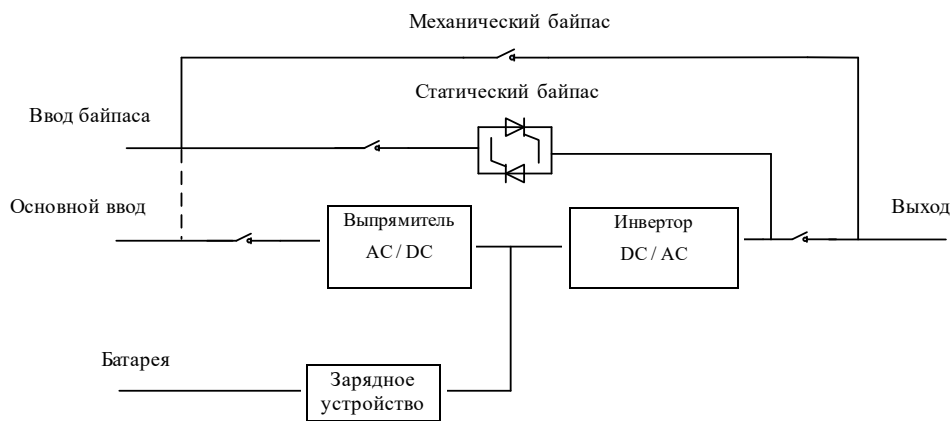 Механический байпас
Статический байпас
Ввод байпаса
Основной ввод
Выпрямитель
AC / DC
Инвертор
DC / AC
Выход
Батарея
Зарядное
устройство